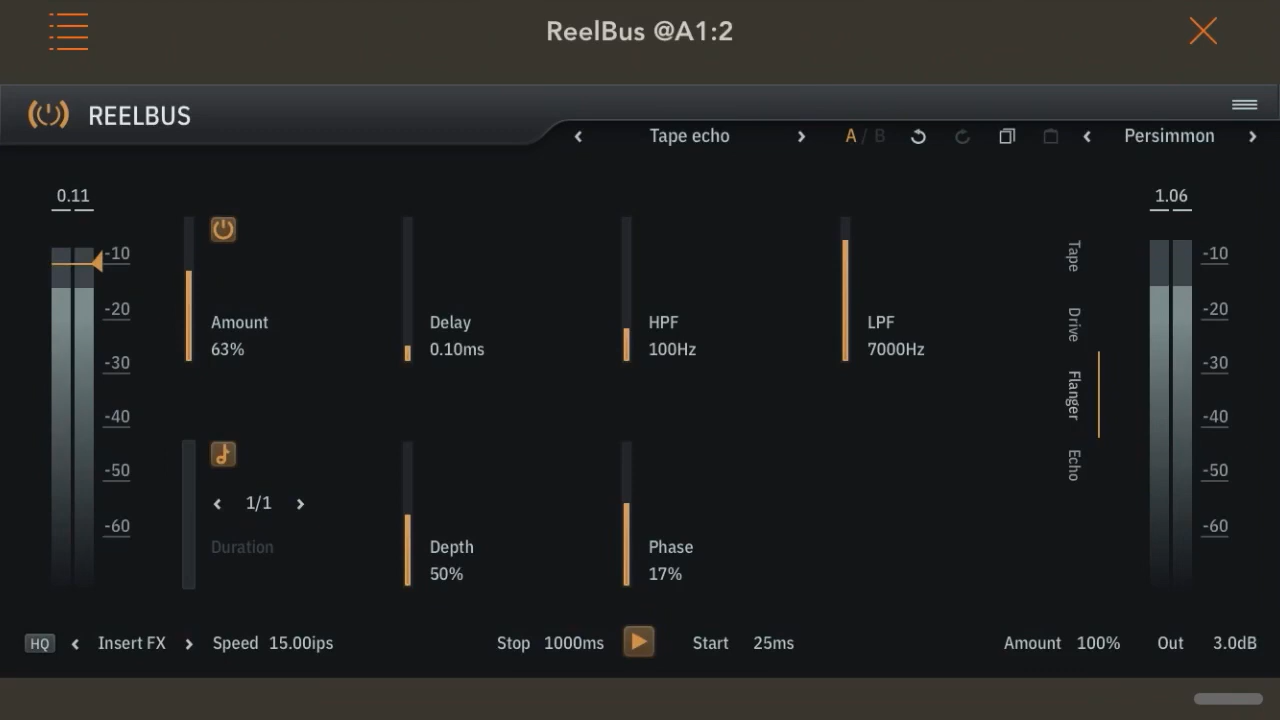 ReelBus @A1:2
REELBUS
Tape echo
A / B
Persimmon
0.11
1.06
-10
-20
-30
-40
-50
-60
Amount
63%
Delay
0.10ms
HPF
100Hz
LPF
7000Hz
1/1
Duration
Depth
50%
Phase
17%
Tape
Drive
Flanger
Echo
-10
-20
-30
-40
-50
-60
HQ Insert FX Speed 15.00ips Stop 1000ms Start 25ms Amount 100% Out 3.0dB